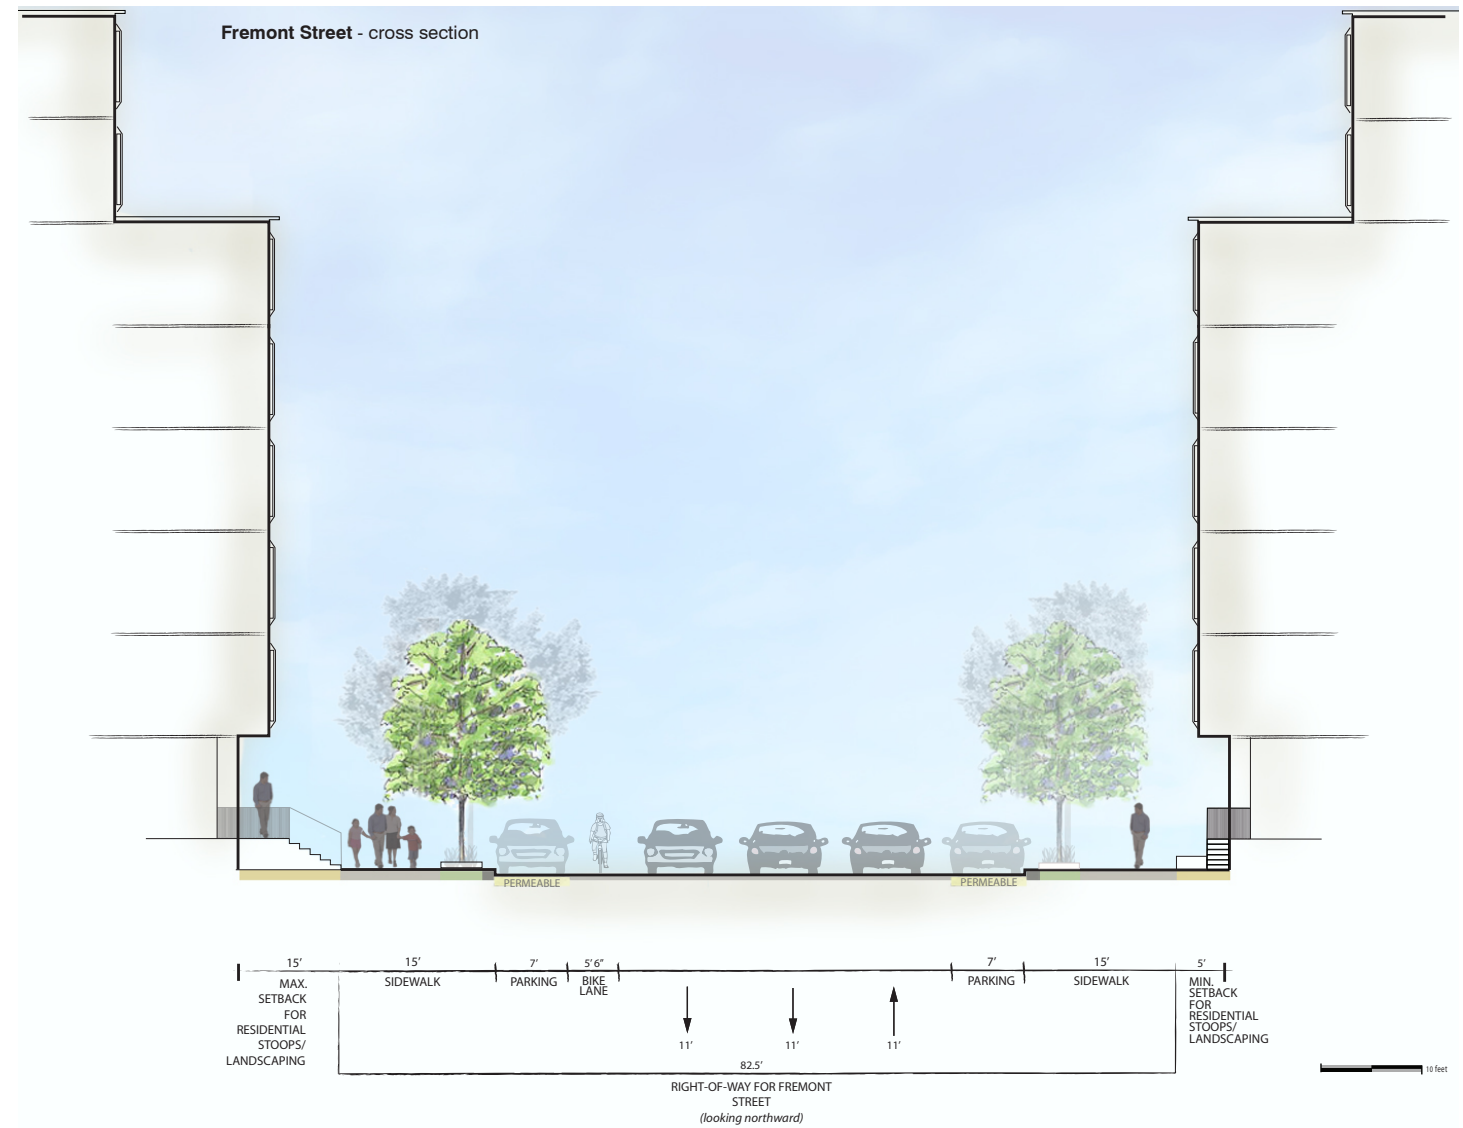 Fremont Street - cross section
PERMEABLE
PERMEABLE
15’
15’
7’
5’ 6”
7’
15’
5’
MAX.
SETBACK
FOR
RESIDENTIAL
STOOPS/
LANDSCAPING
SIDEWALK
PARKING
BIKE
LANE
PARKING
SIDEWALK
MIN.
SETBACK
FOR
RESIDENTIAL
STOOPS/
LANDSCAPING
11’
11’
11’
82.5’
RIGHT-OF-WAY FOR FREMONT
STREET
(looking northward)
10 feet